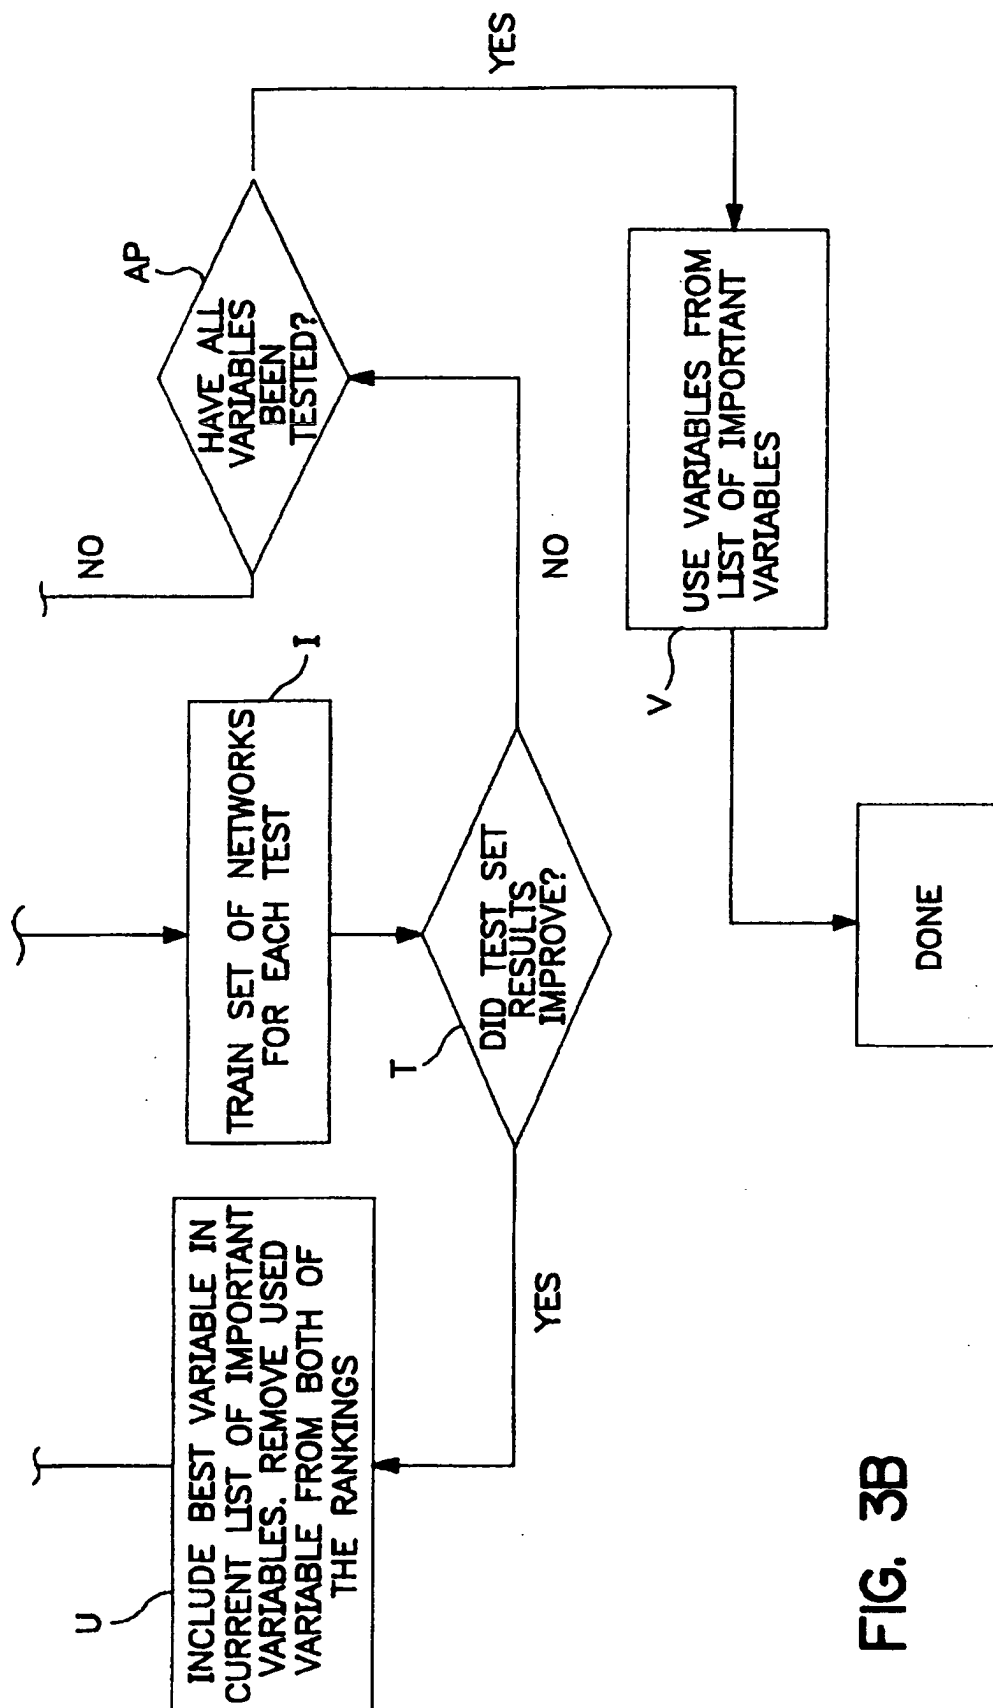 U
INCLUDE BEST VARIABLE IN
CURRENT LIST OF IMPORTANT
VARIABLES. REMOVE USED
VARIABLE FROM BOTH OF
THE RANKINGS
TRAIN SET OF NETWORKS
FOR EACH TEST
I
NO
HAVE ALL
VARIABLES
BEEN
TESTED?
AP
YES
T
DID TEST SET
RESULTS
IMPROVE?
YES
NO
V
USE VARIABLES FROM
LIST OF IMPORTANT
VARIABLES
DONE
FIG. 3B